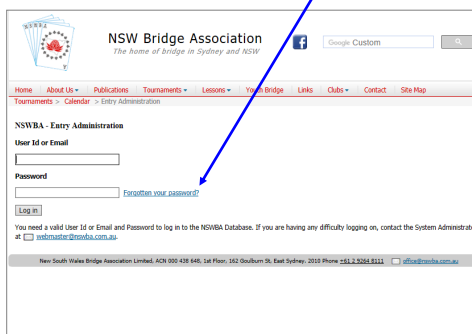 NSWBA
NSW Bridge Association
The home of bridge in Sydney and NSW
f
Google Custom
Home About Us Publications Tournaments Lessons Youth Bridge Links Clubs Contact Site Map
Tournaments > Calendar > Entry Administration
NSWBA - Entry Administration
User Id or Email
Password
Forgotten your password?
Log in
You need a valid User Id or Email and Password to log in to the NSWBA Database. If you are having any difficulty logging on, contact the System Administrato
at webmaster@nswba.com.au.
New South Wales Bridge Association Limited, ACN 000 438 648, 1st Floor, 162 Goulburn St. East Sydney. 2010 Phone +61 2 9264 8111 office@nswba.com.au